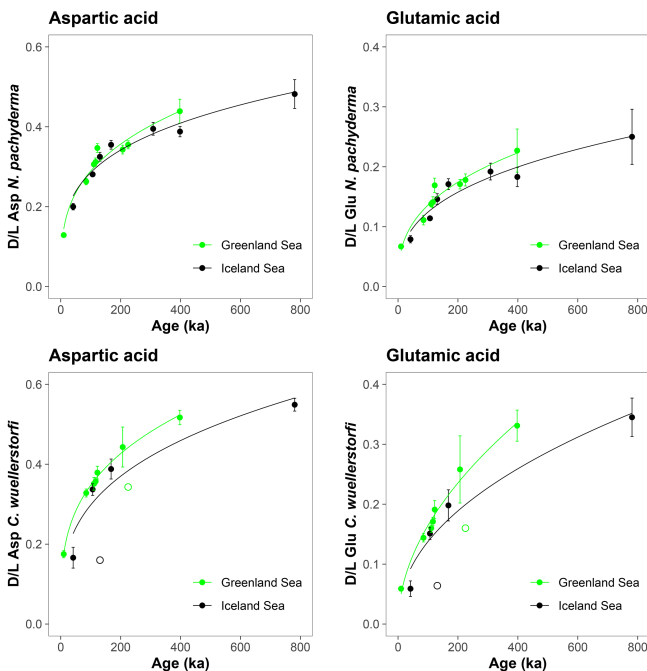 Aspartic acid
D/L Asp N. pachyderma
0.6
0.4
0.2
0.0
Greenland Sea
Iceland Sea
0 200 400 600 800
Age (ka)
Glutamic acid
D/L Glu N. pachyderma
0.4
0.3
0.2
0.1
0.0
Greenland Sea
Iceland Sea
0 200 400 600 800
Age (ka)
Aspartic acid
D/L Asp C. wuellerstorfi
0.6
0.4
0.2
0.0
Greenland Sea
Iceland Sea
0 200 400 600 800
Age (ka)
Glutamic acid
D/L Glu C. wuellerstorfi
0.4
0.3
0.2
0.1
0.0
Greenland Sea
Iceland Sea
0 200 400 600 800
Age (ka)